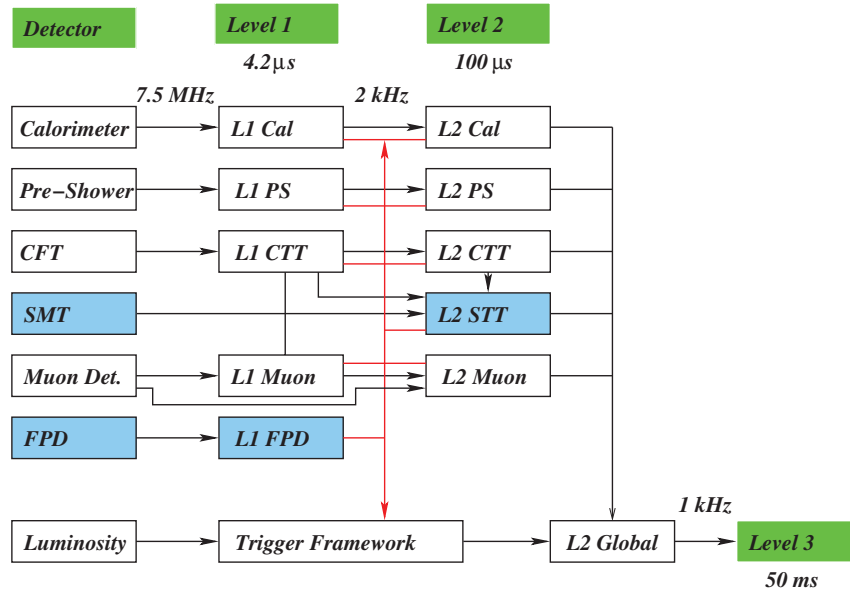 Detector Level 1 Level 2
4.2μs 100 μs
7.5 MHz 2 kHz
Calorimeter L1 Cal L2 Cal
Pre-Shower L1 PS L2 PS
CFT L1 CTT L2 CTT
SMT L2 STT
Muon Det. L1 Muon L2 Muon
FPD L1 FPD
1 kHz
Luminosity Trigger Framework L2 Global Level 3
50 ms